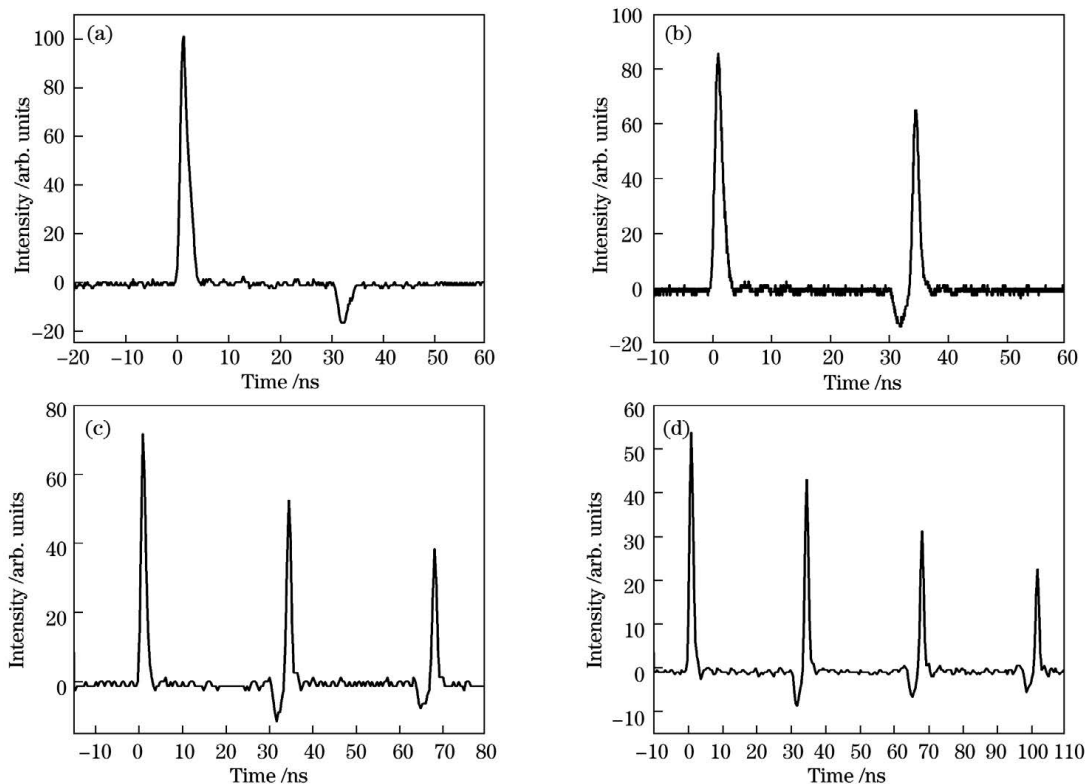 (a)
100
80
60
40
20
0
−20
Intensity /arb. units
−20 −10 0 10 20 30 40 50 60
Time /ns
(b)
100
80
60
40
20
0
−20
Intensity /arb. units
−10 0 10 20 30 40 50 60
Time /ns
(c)
80
60
40
20
0
Intensity /arb. units
−10 0 10 20 30 40 50 60 70 80
Time /ns
(d)
60
50
40
30
20
10
0
−10
Intensity /arb. units
−10 0 10 20 30 40 50 60 70 80 90 100 110
Time /ns